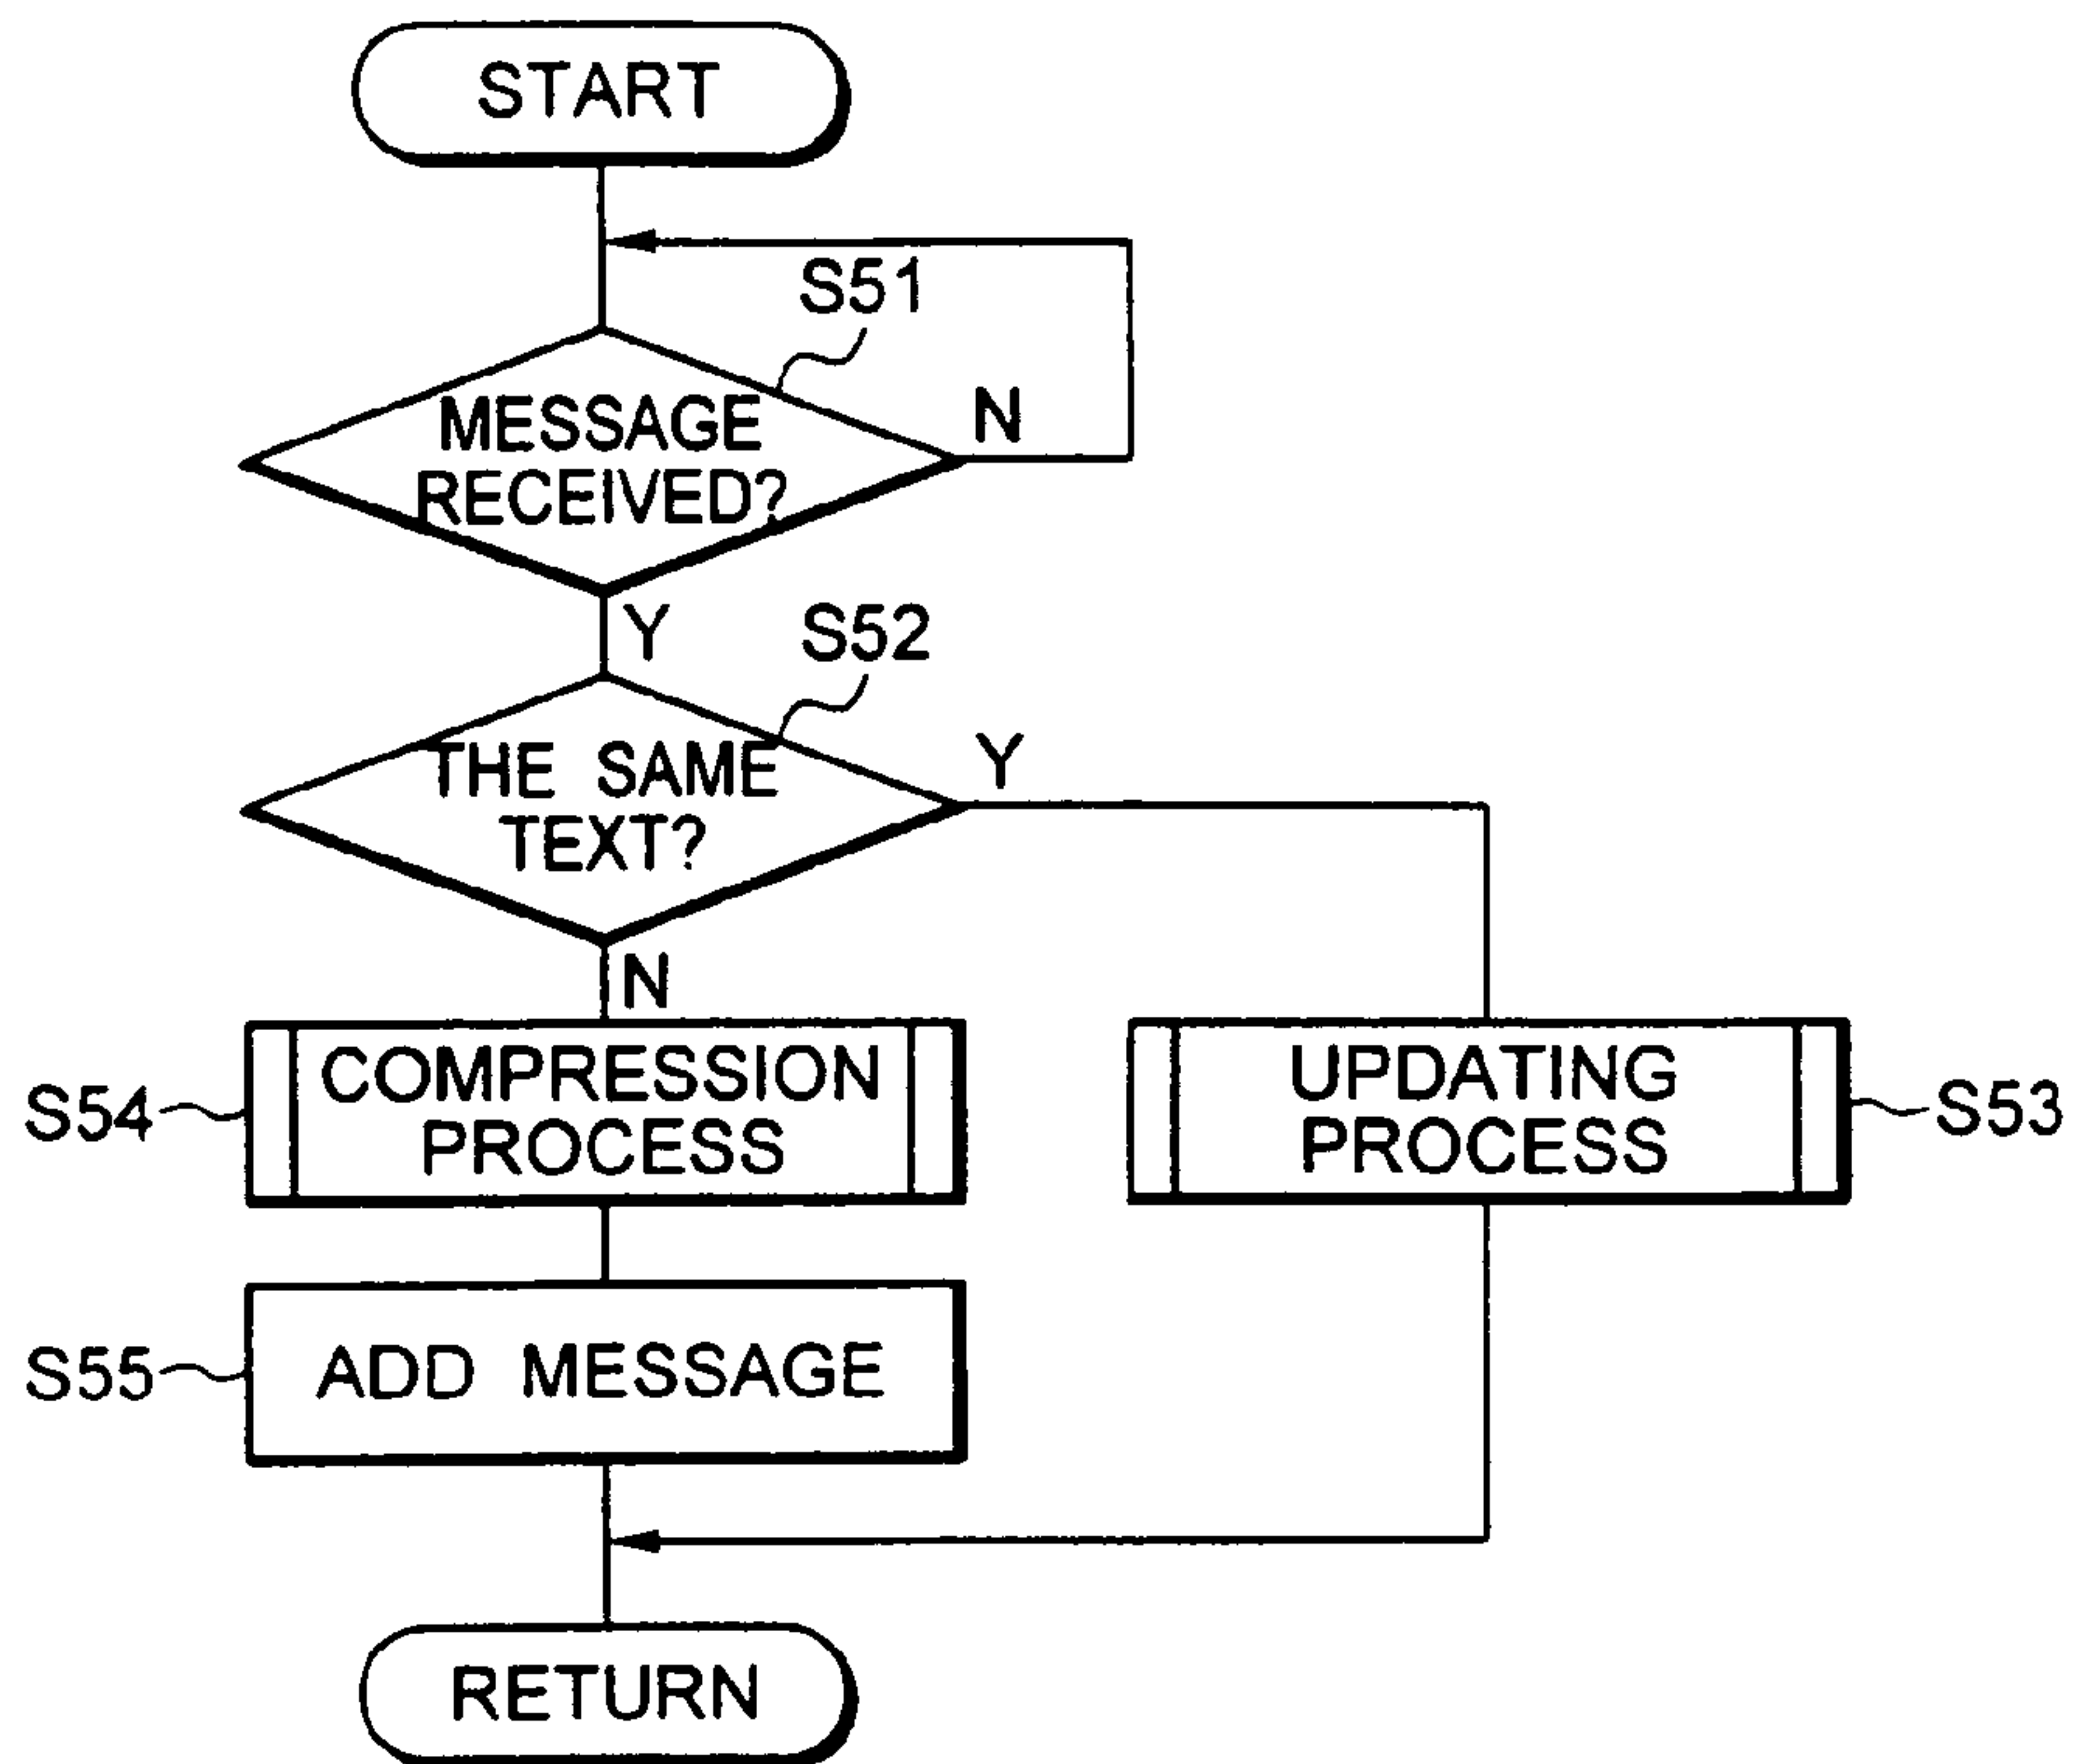 START
S51
MESSAGE
RECEIVED?
N
Y
S52
THE SAME
TEXT?
Y
N
S54
COMPRESSION
PROCESS
UPDATING
PROCESS
S53
S55
ADD MESSAGE
RETURN